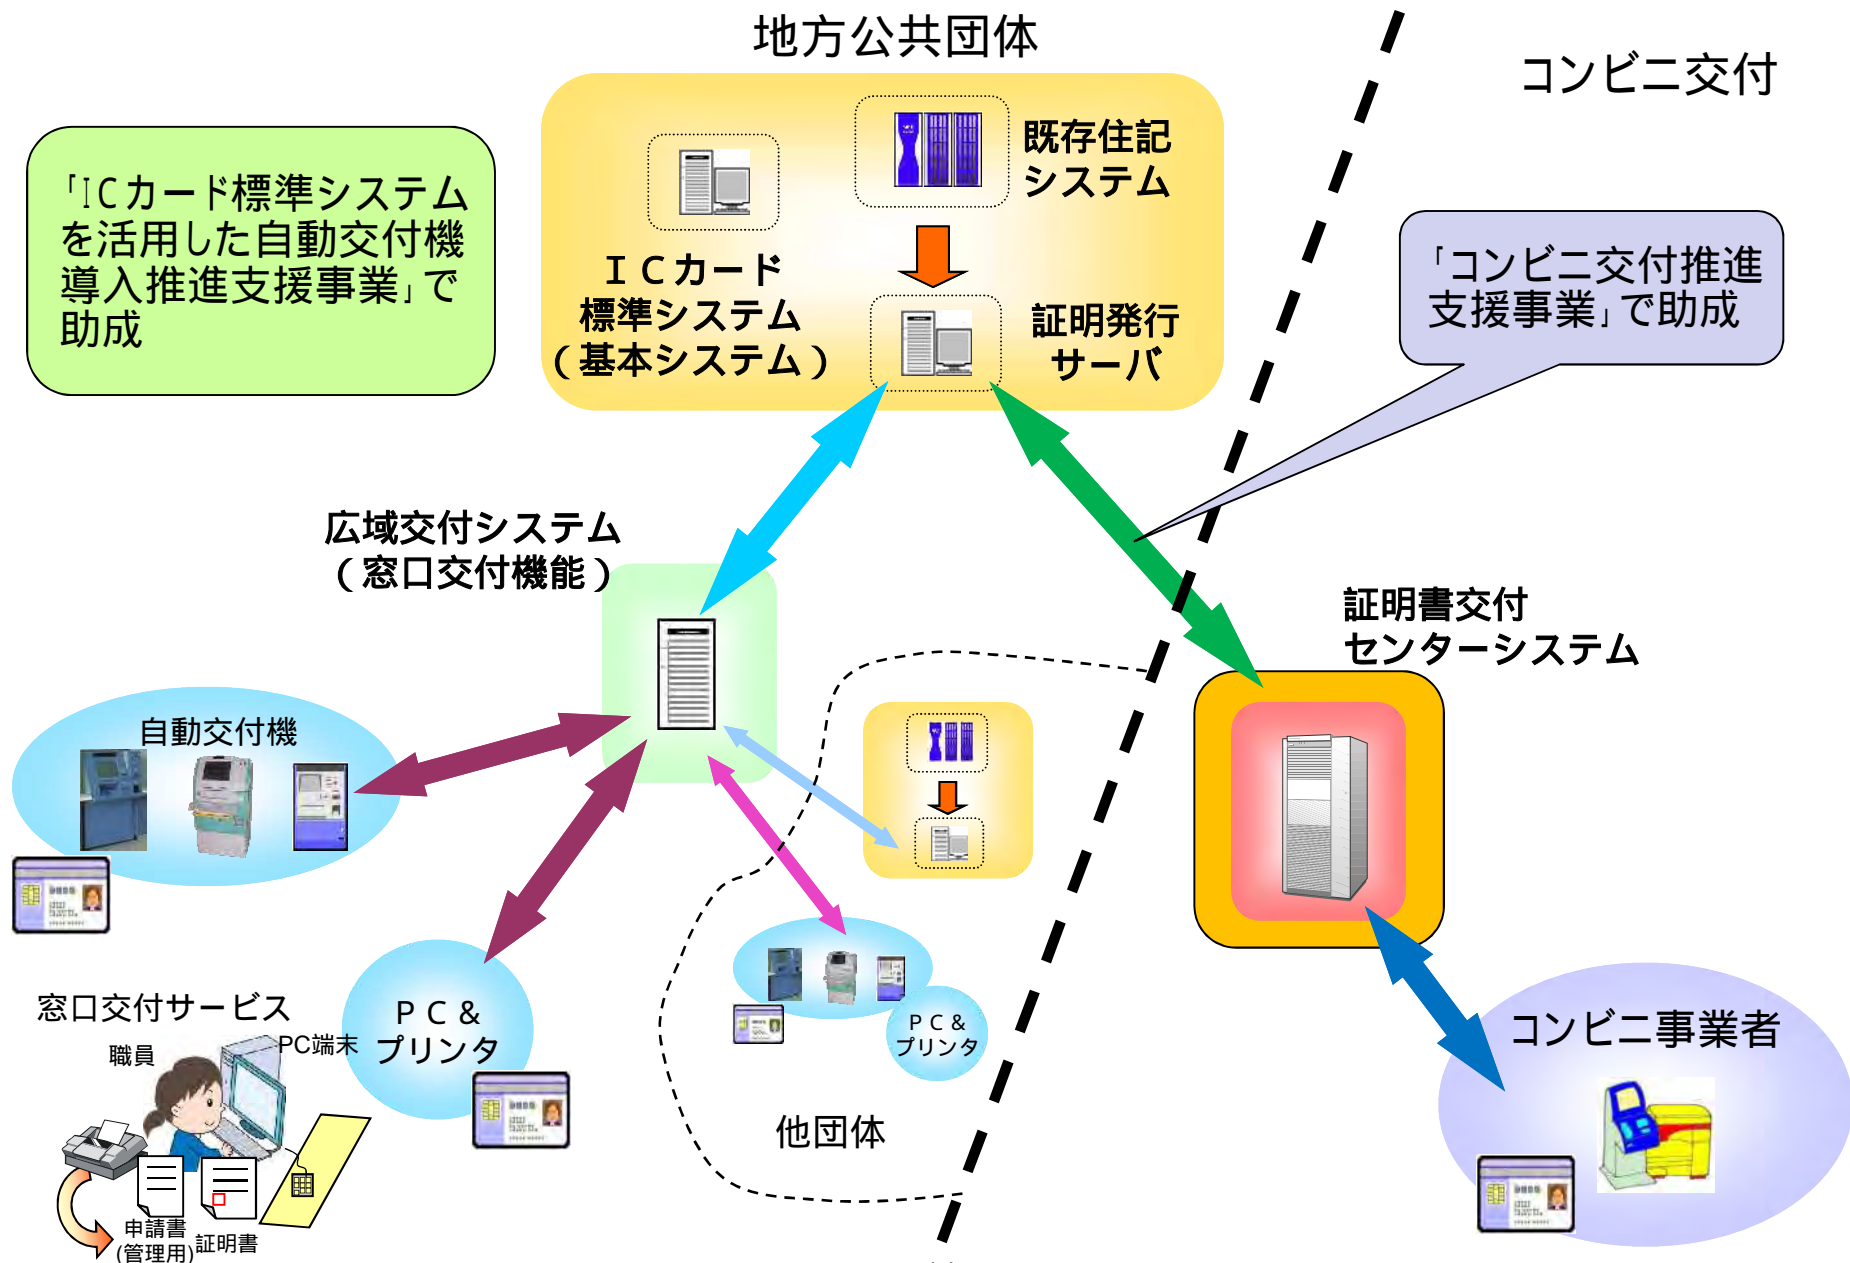 地方公共団体
コンビニ交付
「ICカード標準システム
を活用した自動交付機
導入推進支援事業」で
助成
既存住記
システム
ＩＣカード
標準システム
（基本システム）
証明発行
サーバ
「コンビニ交付推進
支援事業」で助成
広域交付システム
（窓口交付機能）
証明書交付
センターシステム
自動交付機
窓口交付サービス
職員
PC端末
ＰＣ＆
プリンタ
ＰＣ＆
プリンタ
他団体
コンビニ事業者
申請書
(管理用)
証明書